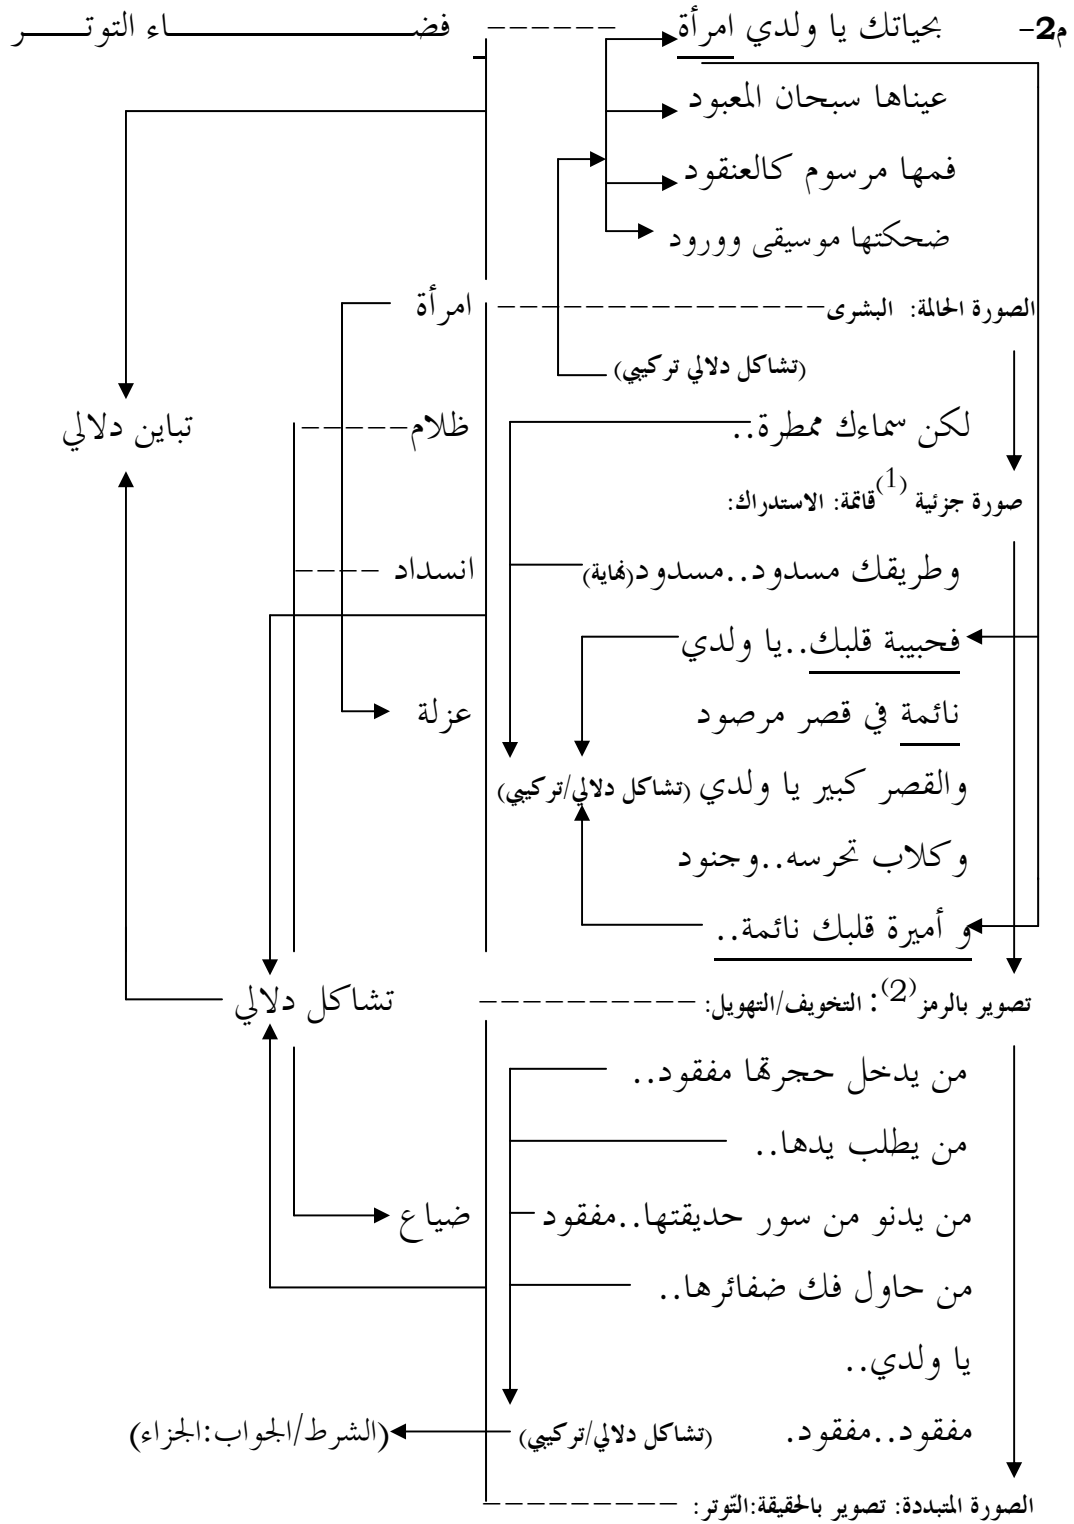 م2- بحياتك يا ولدي امرأة ------ فضـــــــــاء التوتـــــر
عيناها سبحان المعبود
فمها مرسوم كالعنقود
ضحكتها موسيقى وورود
الصورة الحالمة: البشرى --------------- امرأة
(تشاكل دلالي تركيبي)
لكن سماءك ممطرة.. ظلام ----- تباين دلالي
صورة جزئية (1) قاتمة: الاستدراك:
وطريقك مسدود..مسدود (نهاية) انسداد ----
فحبيبة قلبك..يا ولدي
نائمة في قصر مرصود عزلة
والقصر كبير يا ولدي (تشاكل دلالي/تركيبي)
وكلاب تحرسه..وجنود
و أميرة قلبك نائمة..
تصوير بالرمز (2): التخويف/التهويل: ---------- تشاكل دلالي
من يدخل حجرتها مفقود..
من يطلب يدها..
من يدنو من سور حديقتها..مفقود ضياع
من حاول فك ضفائرها..
يا ولدي..
مفقود..مفقود. (تشاكل دلالي/تركيبي) (الشرط/الجواب:الجزاء)
الصورة المتبددة: تصوير بالحقيقة:التّوتر: ---------